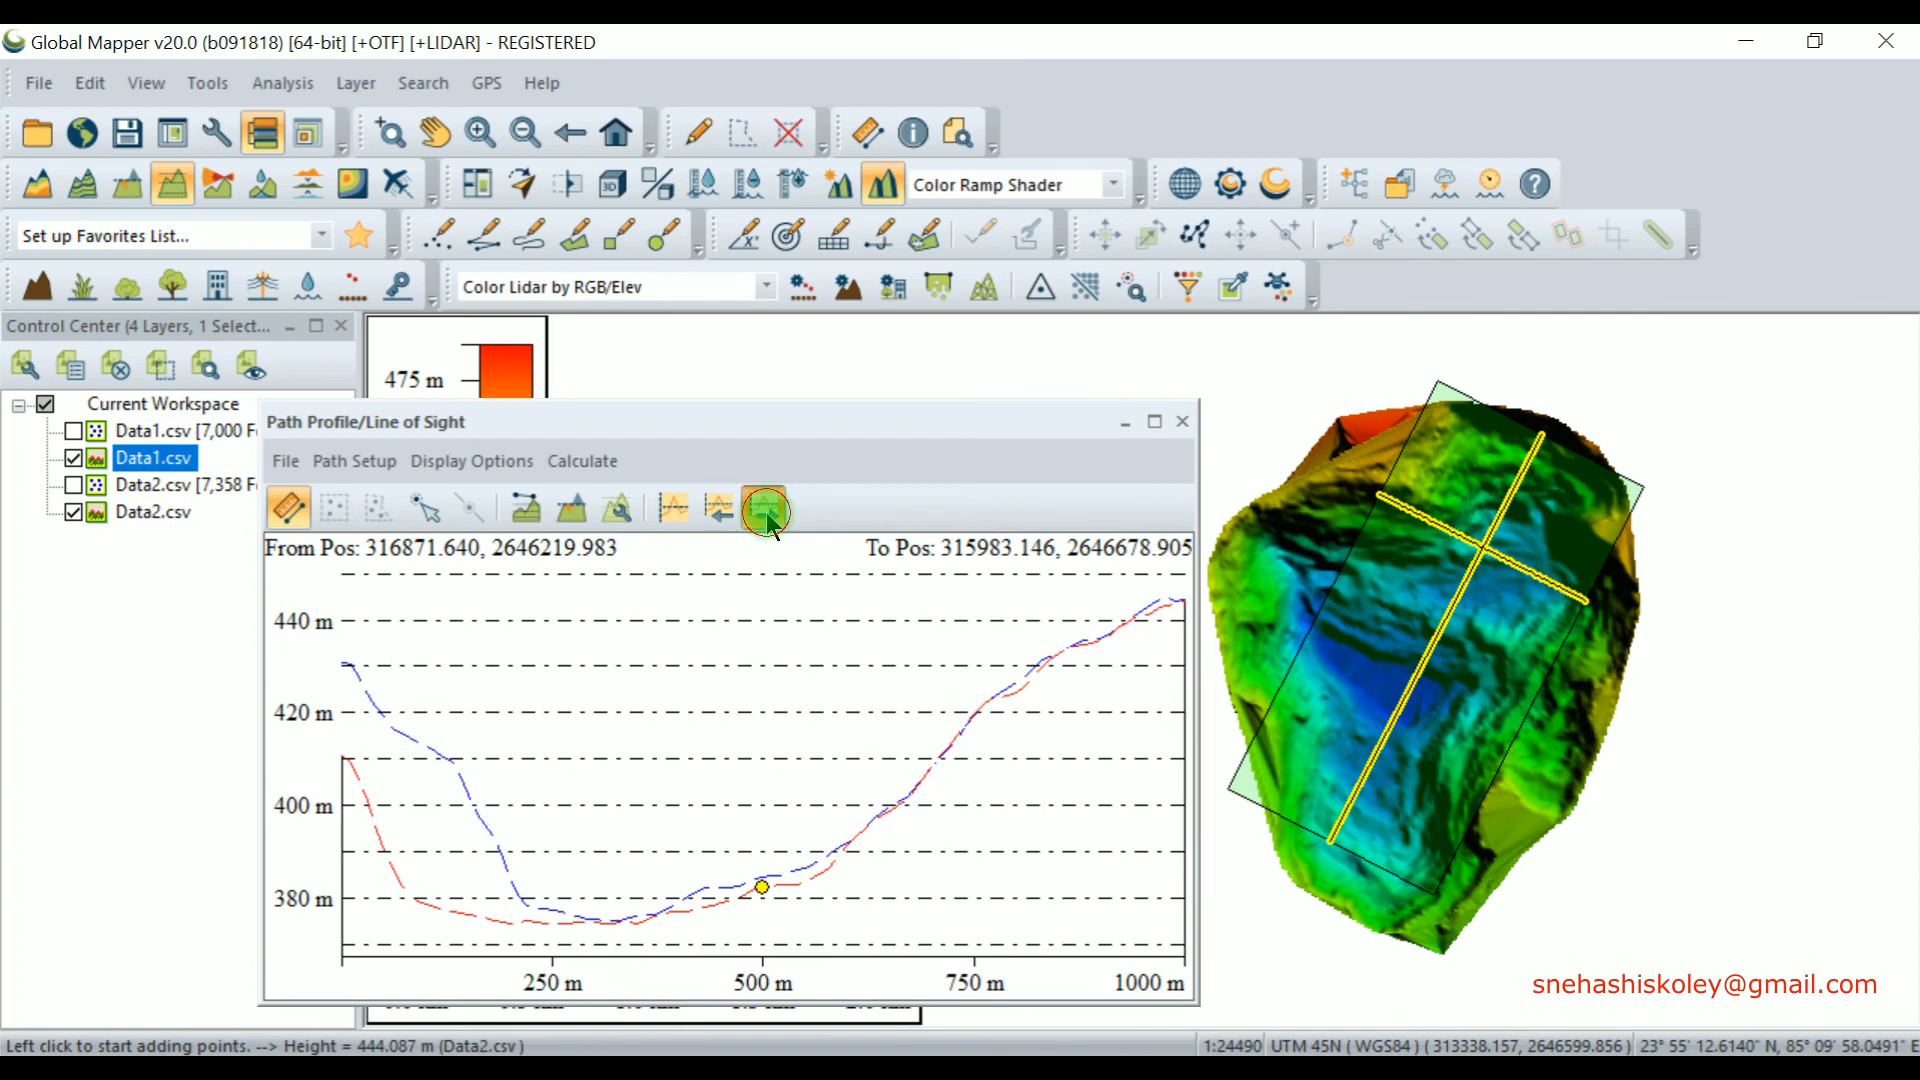 Global Mapper v20.0 (b091818) [64-bit] [+OTF] [+LIDAR] - REGISTERED
File Edit View Tools Analysis Layer Search GPS Help
3D Color Ramp Shader
Set up Favorites List...
Color Lidar by RGB/Elev
Control Center (4 Layers, 1 Select...
475 m
Current Workspace
Data1.csv [7,000 F
Data1.csv
Data2.csv [7,358 F
Data2.csv
Path Profile/Line of Sight
File Path Setup Display Options Calculate
From Pos: 316871.640, 2646219.983 To Pos: 315983.146, 2646678.905
440 m
420 m
400 m
380 m
250 m 500 m 750 m 1000 m
snehashiskoley@gmail.com
Left click to start adding points. --> Height = 444.087 m (Data2.csv) 1:24490 UTM 45N ( WGS84 ) ( 313338.157, 2646599.856 ) 23° 55' 12.6140" N, 85° 09' 58.0491" E